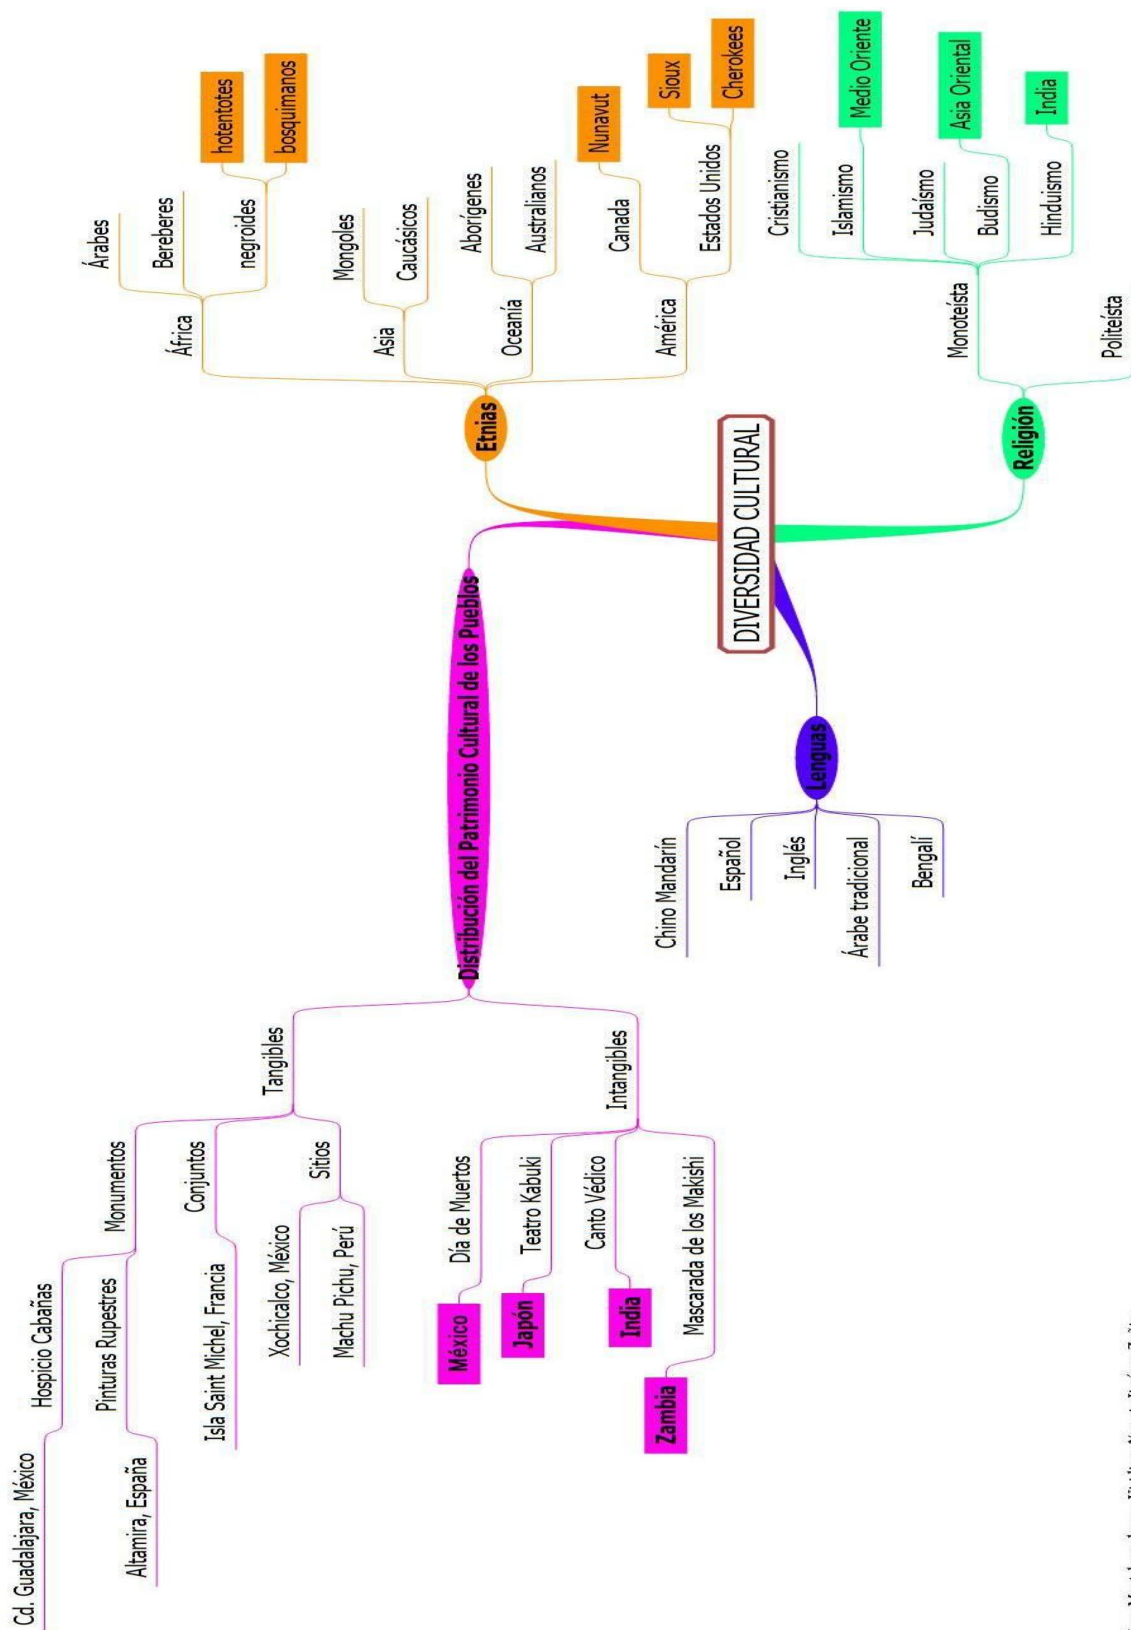 DIVERSIDAD CULTURAL
Etnias
África
Árabes
Bereberes
negroides
hotentotes
bosquimanos
Asia
Mongoles
Caucásicos
Oceanía
Aborígenes
Australianos
América
Canada
Nunavut
Estados Unidos
Sioux
Cherokees
Religión
Monoteísta
Cristianismo
Islamismo
Medio Oriente
Judaísmo
Budismo
Asia Oriental
Hinduismo
India
Politeísta
Lenguas
Chino Mandarín
Español
Inglés
Árabe tradicional
Bengalí
Distribución del Patrimonio Cultural de los Pueblos
Tangibles
Monumentos
Hospicio Cabañas
Cd. Guadalajara, México
Pinturas Rupestres
Altamira, España
Conjuntos
Isla Saint Michel, Francia
Sitios
Xochicalco, México
Machu Pichu, Perú
Intangibles
Día de Muertos
México
Teatro Kabuki
Japón
Canto Védico
India
Mascarada de los Makishi
Zambia